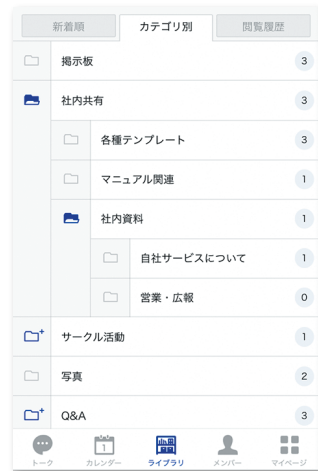 新着順 カテゴリ別 閲覧履歴
掲示板 3
社内共有 3
各種テンプレート 3
マニュアル関連 1
社内資料 1
自社サービスについて 1
営業・広報 0
サークル活動 1
写真 2
Q&A 3
1
トーク カレンダー ライブラリ メンバー マイページ